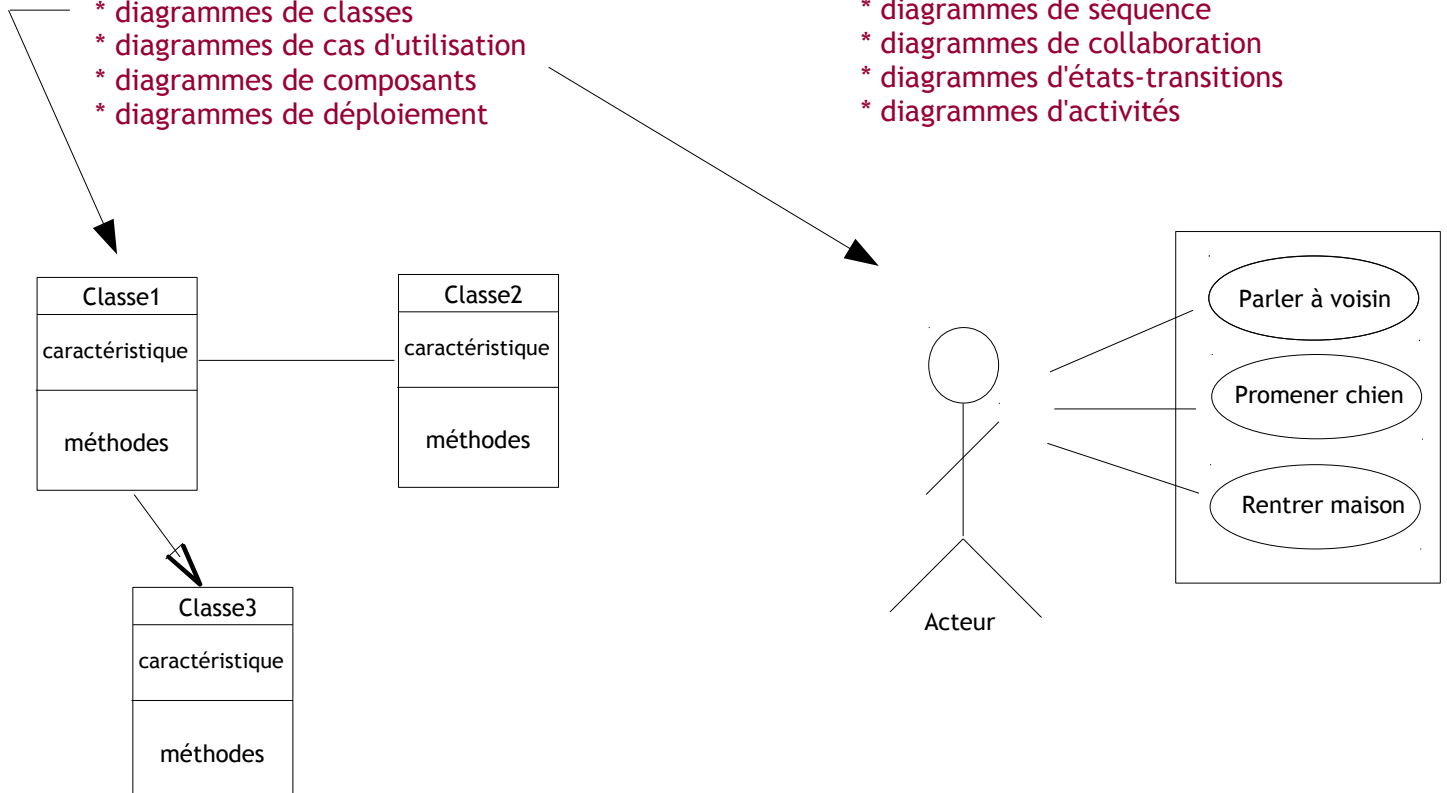 * diagrammes de classes
* diagrammes de cas d'utilisation
* diagrammes de composants
* diagrammes de déploiement
* diagrammes de séquence
* diagrammes de collaboration
* diagrammes d'états-transitions
* diagrammes d'activités
Classe1
caractéristique
méthodes
Classe2
caractéristique
méthodes
Classe3
caractéristique
méthodes
Acteur
Parler à voisin
Promener chien
Rentrer maison